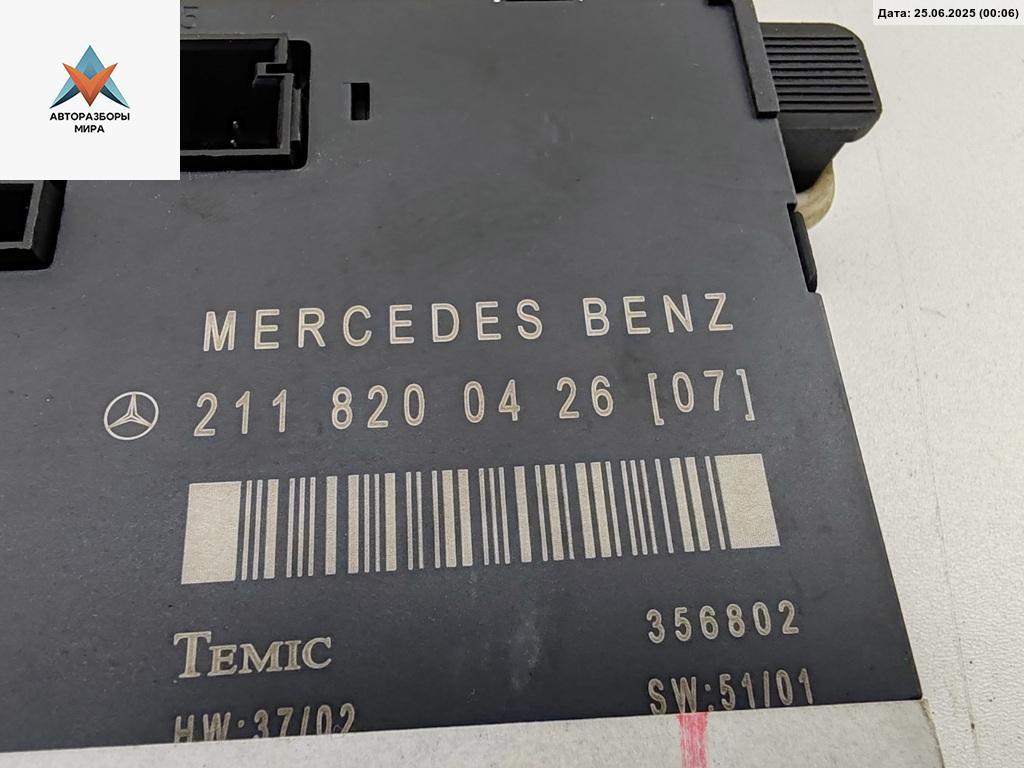 Дата: 25.06.2025 (00:06)
5
АВТОРАЗБОРЫ
МИРА
MERCEDES BENZ
211 820 04 26 [07]
TEMIC
356802
HW:37/02
SW:51/01